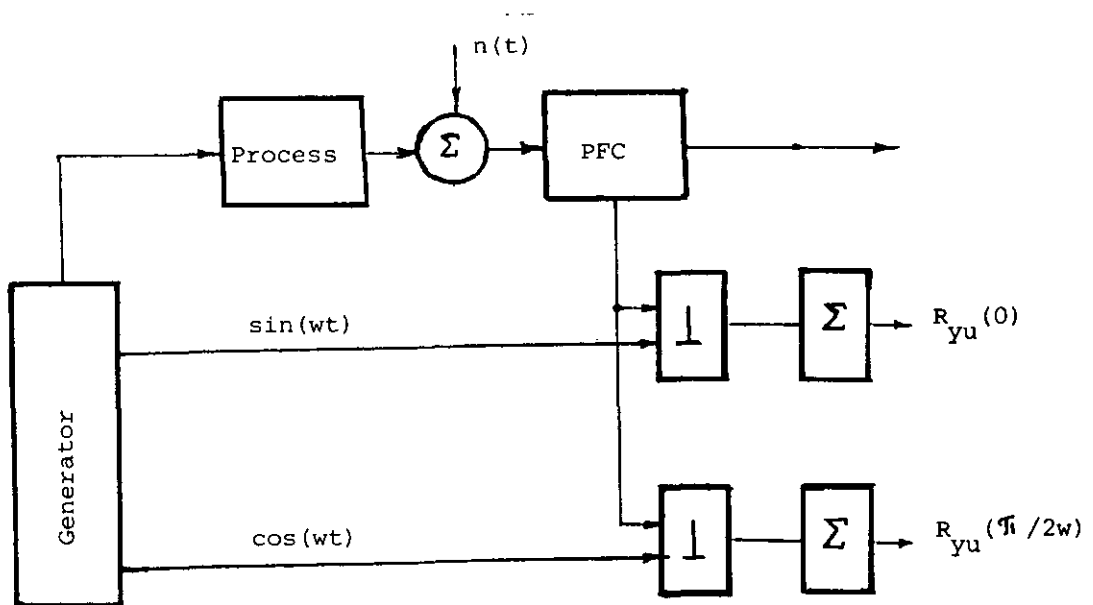 n(t)
Process
Σ
PFC
sin(wt)
⊥
Σ
R_yu(0)
Generator
cos(wt)
⊥
Σ
R_yu(π/2w)